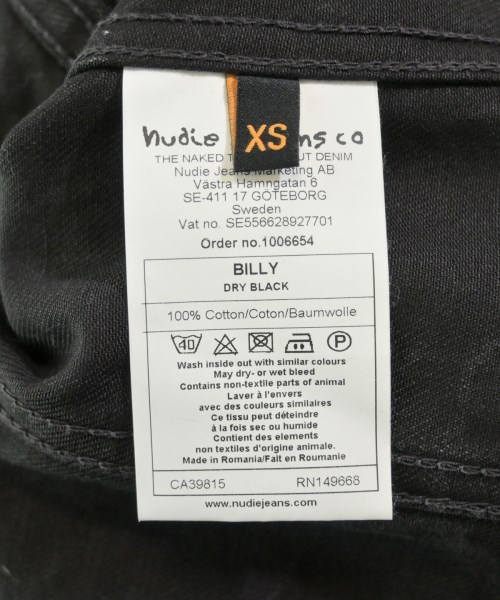 nudie XS ns co
THE NAKED T UT DENIM
Nudie Jeans Marketing AB
Västra Hamngatan 6
SE-411 17 GÖTEBORG
Sweden
Vat no. SE556628927701
Order no.1006654
BILLY
DRY BLACK
100% Cotton/Coton/Baumwolle
40 P
Wash inside out with similar colours
May dry- or wet bleed
Contains non-textile parts of animal
Laver à l'envers
avec des couleurs similaires
Ce tissu peut déteindre
à la fois sec ou humide
Contient des elements
non textiles d'origine animale.
Made in Romania/Fait en Roumanie
CA39815 RN149668
www.nudiejeans.com